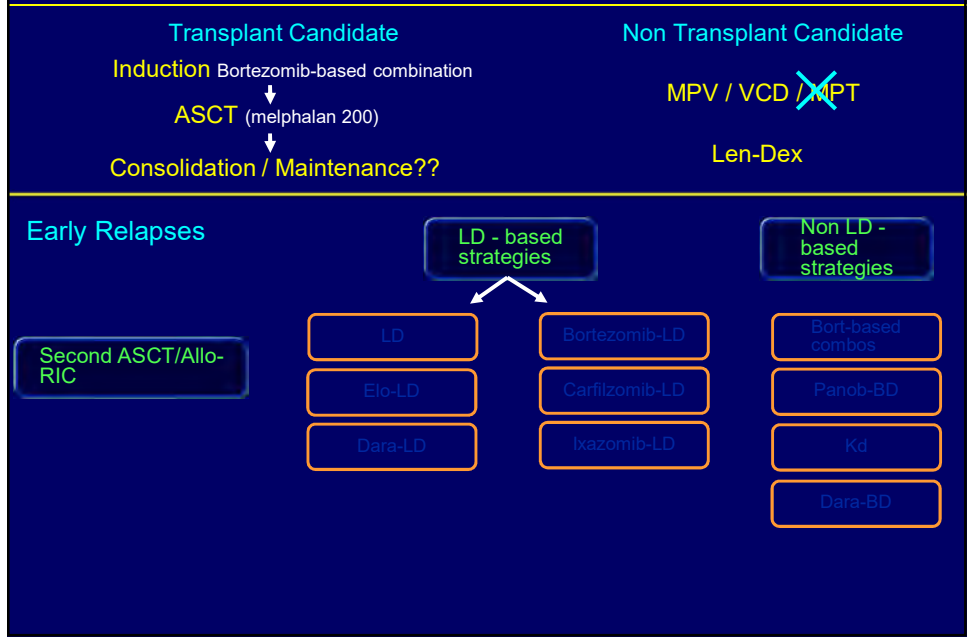 Transplant Candidate
Induction Bortezomib-based combination
ASCT (melphalan 200)
Consolidation / Maintenance??
Non Transplant Candidate
MPV / VCD / MPT
Len-Dex
Early Relapses
LD - based
strategies
Non LD -
based
strategies
Second ASCT/Allo-
RIC
LD
Elo-LD
Dara-LD
Bortezomib-LD
Carfilzomib-LD
Ixazomib-LD
Bort-based
combos
Panob-BD
Kd
Dara-BD